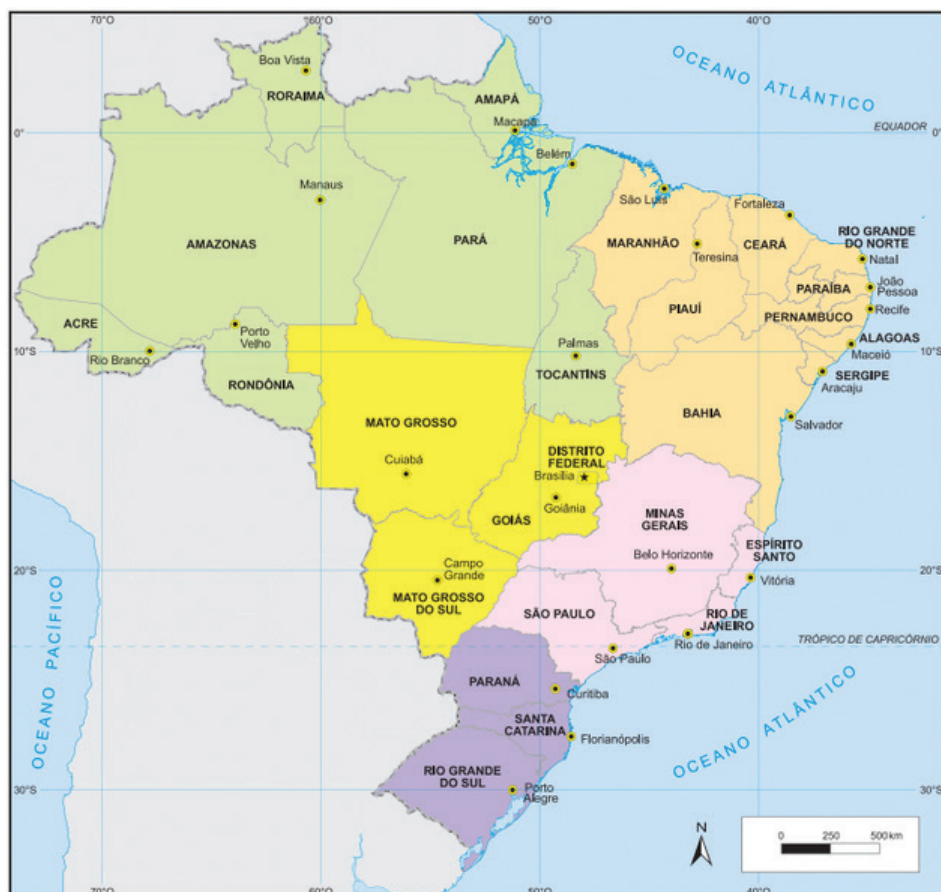 70°O
160°O
50°O
40°O
OCEANO ATLÂNTICO
Boa Vista
RORAIMA
AMAPÁ
Macapá
EQUADOR
0°
0°
Belém
Manaus
São Luís
Fortaleza
AMAZONAS
PARÁ
MARANHÃO
Teresina
CEARÁ
RIO GRANDE
DO NORTE
Natal
João
Pessoa
PARAÍBA
PIAUÍ
PERNAMBUCO
Recife
ACRE
Porto
Velho
Rio Branco
RONDÔNIA
Palmas
TOCANTINS
ALAGOAS
Maceió
SERGIPE
Aracaju
10°S
10°S
BAHIA
Salvador
MATO GROSSO
Cuiabá
DISTRITO
FEDERAL
Brasília
Goiânia
GOIÁS
MINAS
GERAIS
Belo Horizonte
ESPÍRITO
SANTO
Vitória
20°S
20°S
Campo
Grande
MATO GROSSO
DO SUL
SÃO PAULO
RIO DE
JANEIRO
Rio de Janeiro
São Paulo
TRÓPICO DE CAPRICÓRNIO
OCEANO PACÍFICO
PARANÁ
Curitiba
SANTA
CATARINA
Florianópolis
OCEANO ATLÂNTICO
RIO GRANDE
DO SUL
Porto
Alegre
30°S
30°S
N
0 250 500 km
70°O
60°O
50°O
40°O